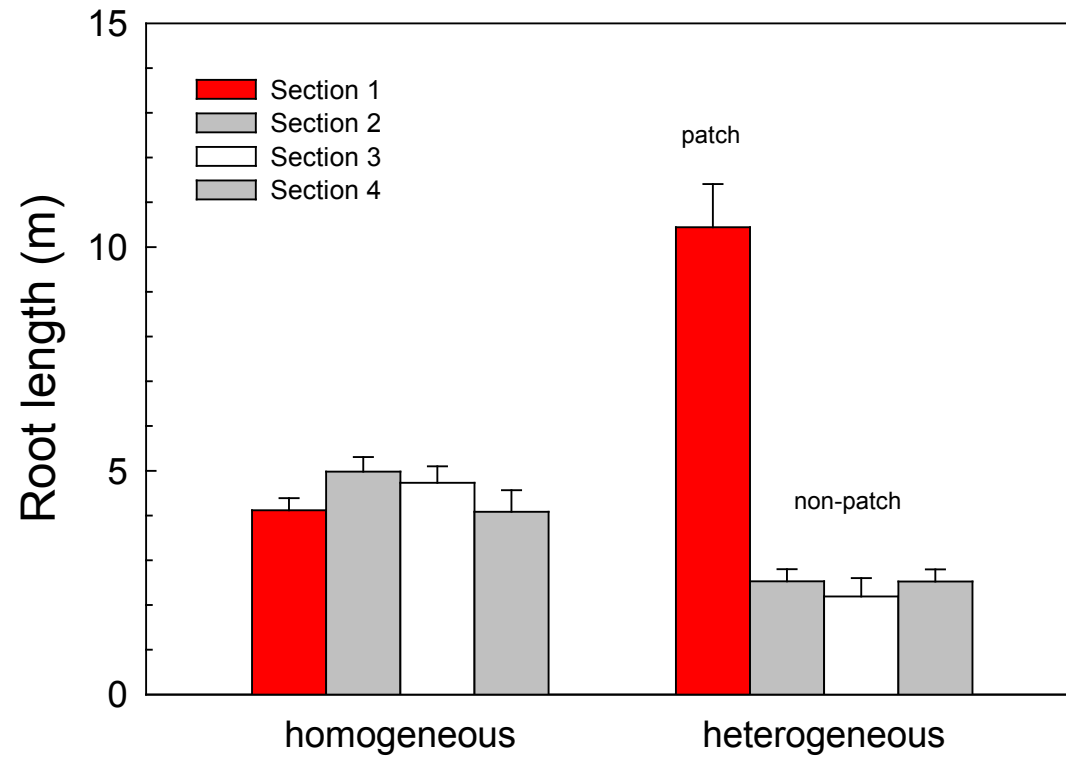 15
Section 1
Section 2
Section 3
Section 4
patch
10
Root length (m)
5
non-patch
0
homogeneous
heterogeneous